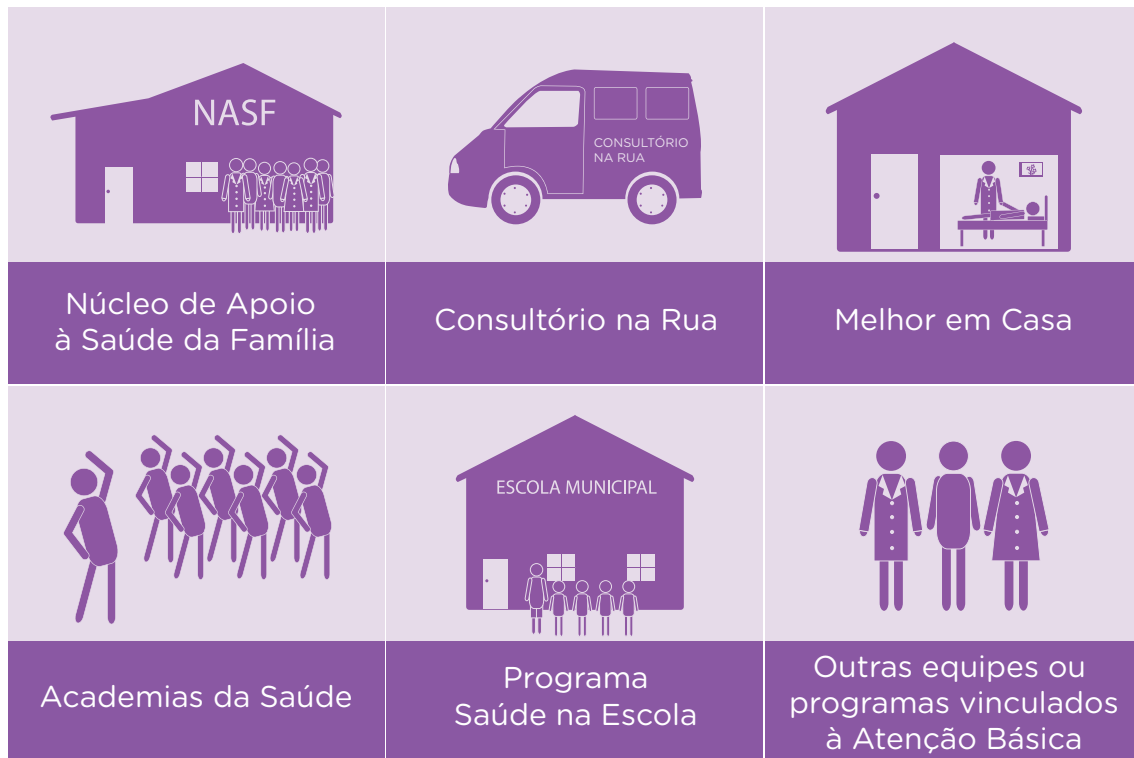 NASF
Núcleo de Apoio
à Saúde da Família
CONSULTÓRIO
NA RUA
Consultório na Rua
Melhor em Casa
Academias da Saúde
ESCOLA MUNICIPAL
Programa
Saúde na Escola
Outras equipes ou
programas vinculados
à Atenção Básica